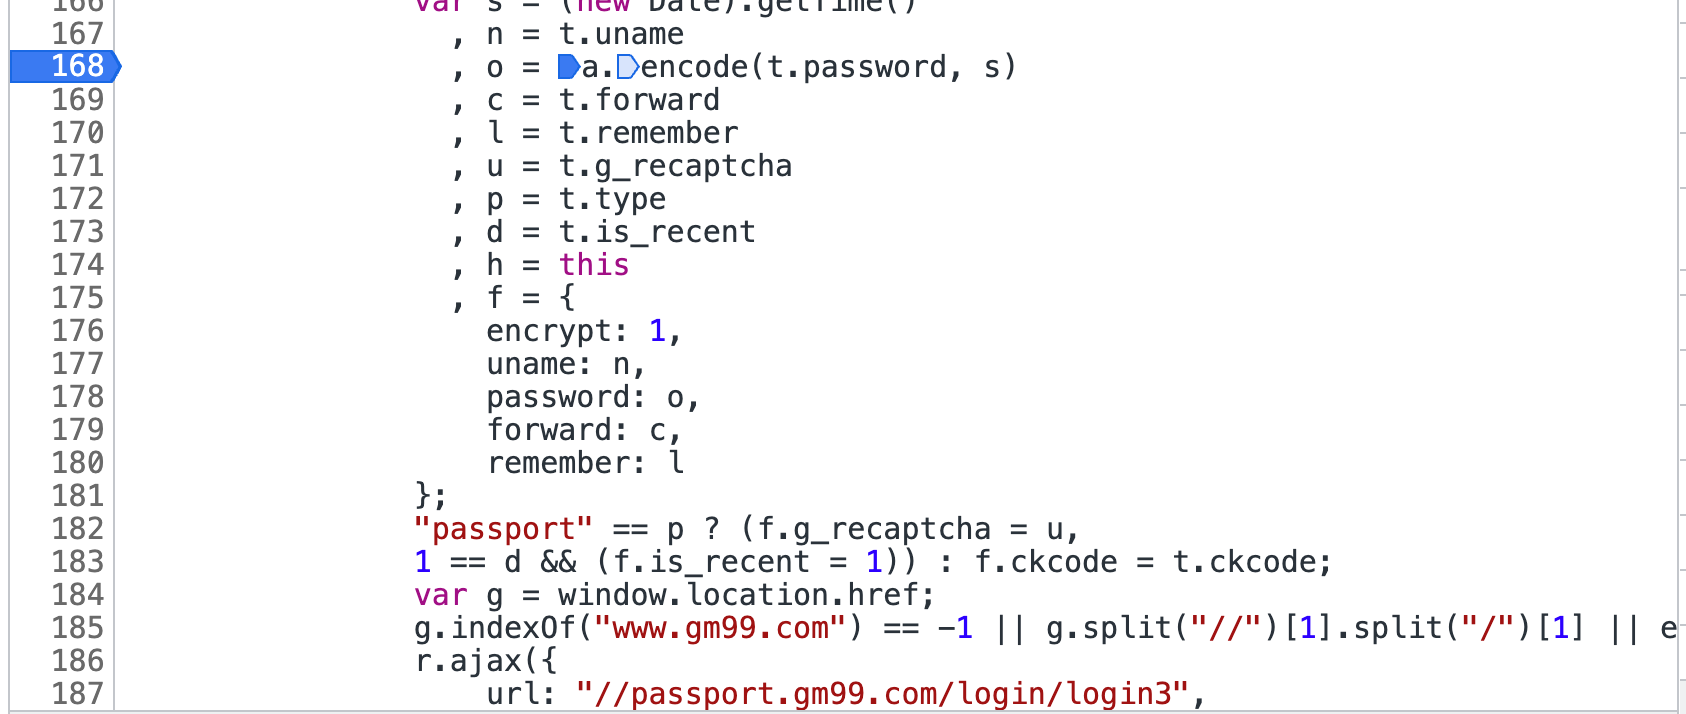 166 var s = (new Date).getTime()
167 , n = t.uname
168 , o = a.encode(t.password, s)
169 , c = t.forward
170 , l = t.remember
171 , u = t.g_recaptcha
172 , p = t.type
173 , d = t.is_recent
174 , h = this
175 , f = {
176 encrypt: 1,
177 uname: n,
178 password: o,
179 forward: c,
180 remember: l
181 };
182 "passport" == p ? (f.g_recaptcha = u,
183 1 == d && (f.is_recent = 1)) : f.ckcode = t.ckcode;
184 var g = window.location.href;
185 g.indexOf("www.gm99.com") == -1 || g.split("//")[1].split("/")[1] || e
186 r.ajax({
187 url: "//passport.gm99.com/login/login3",